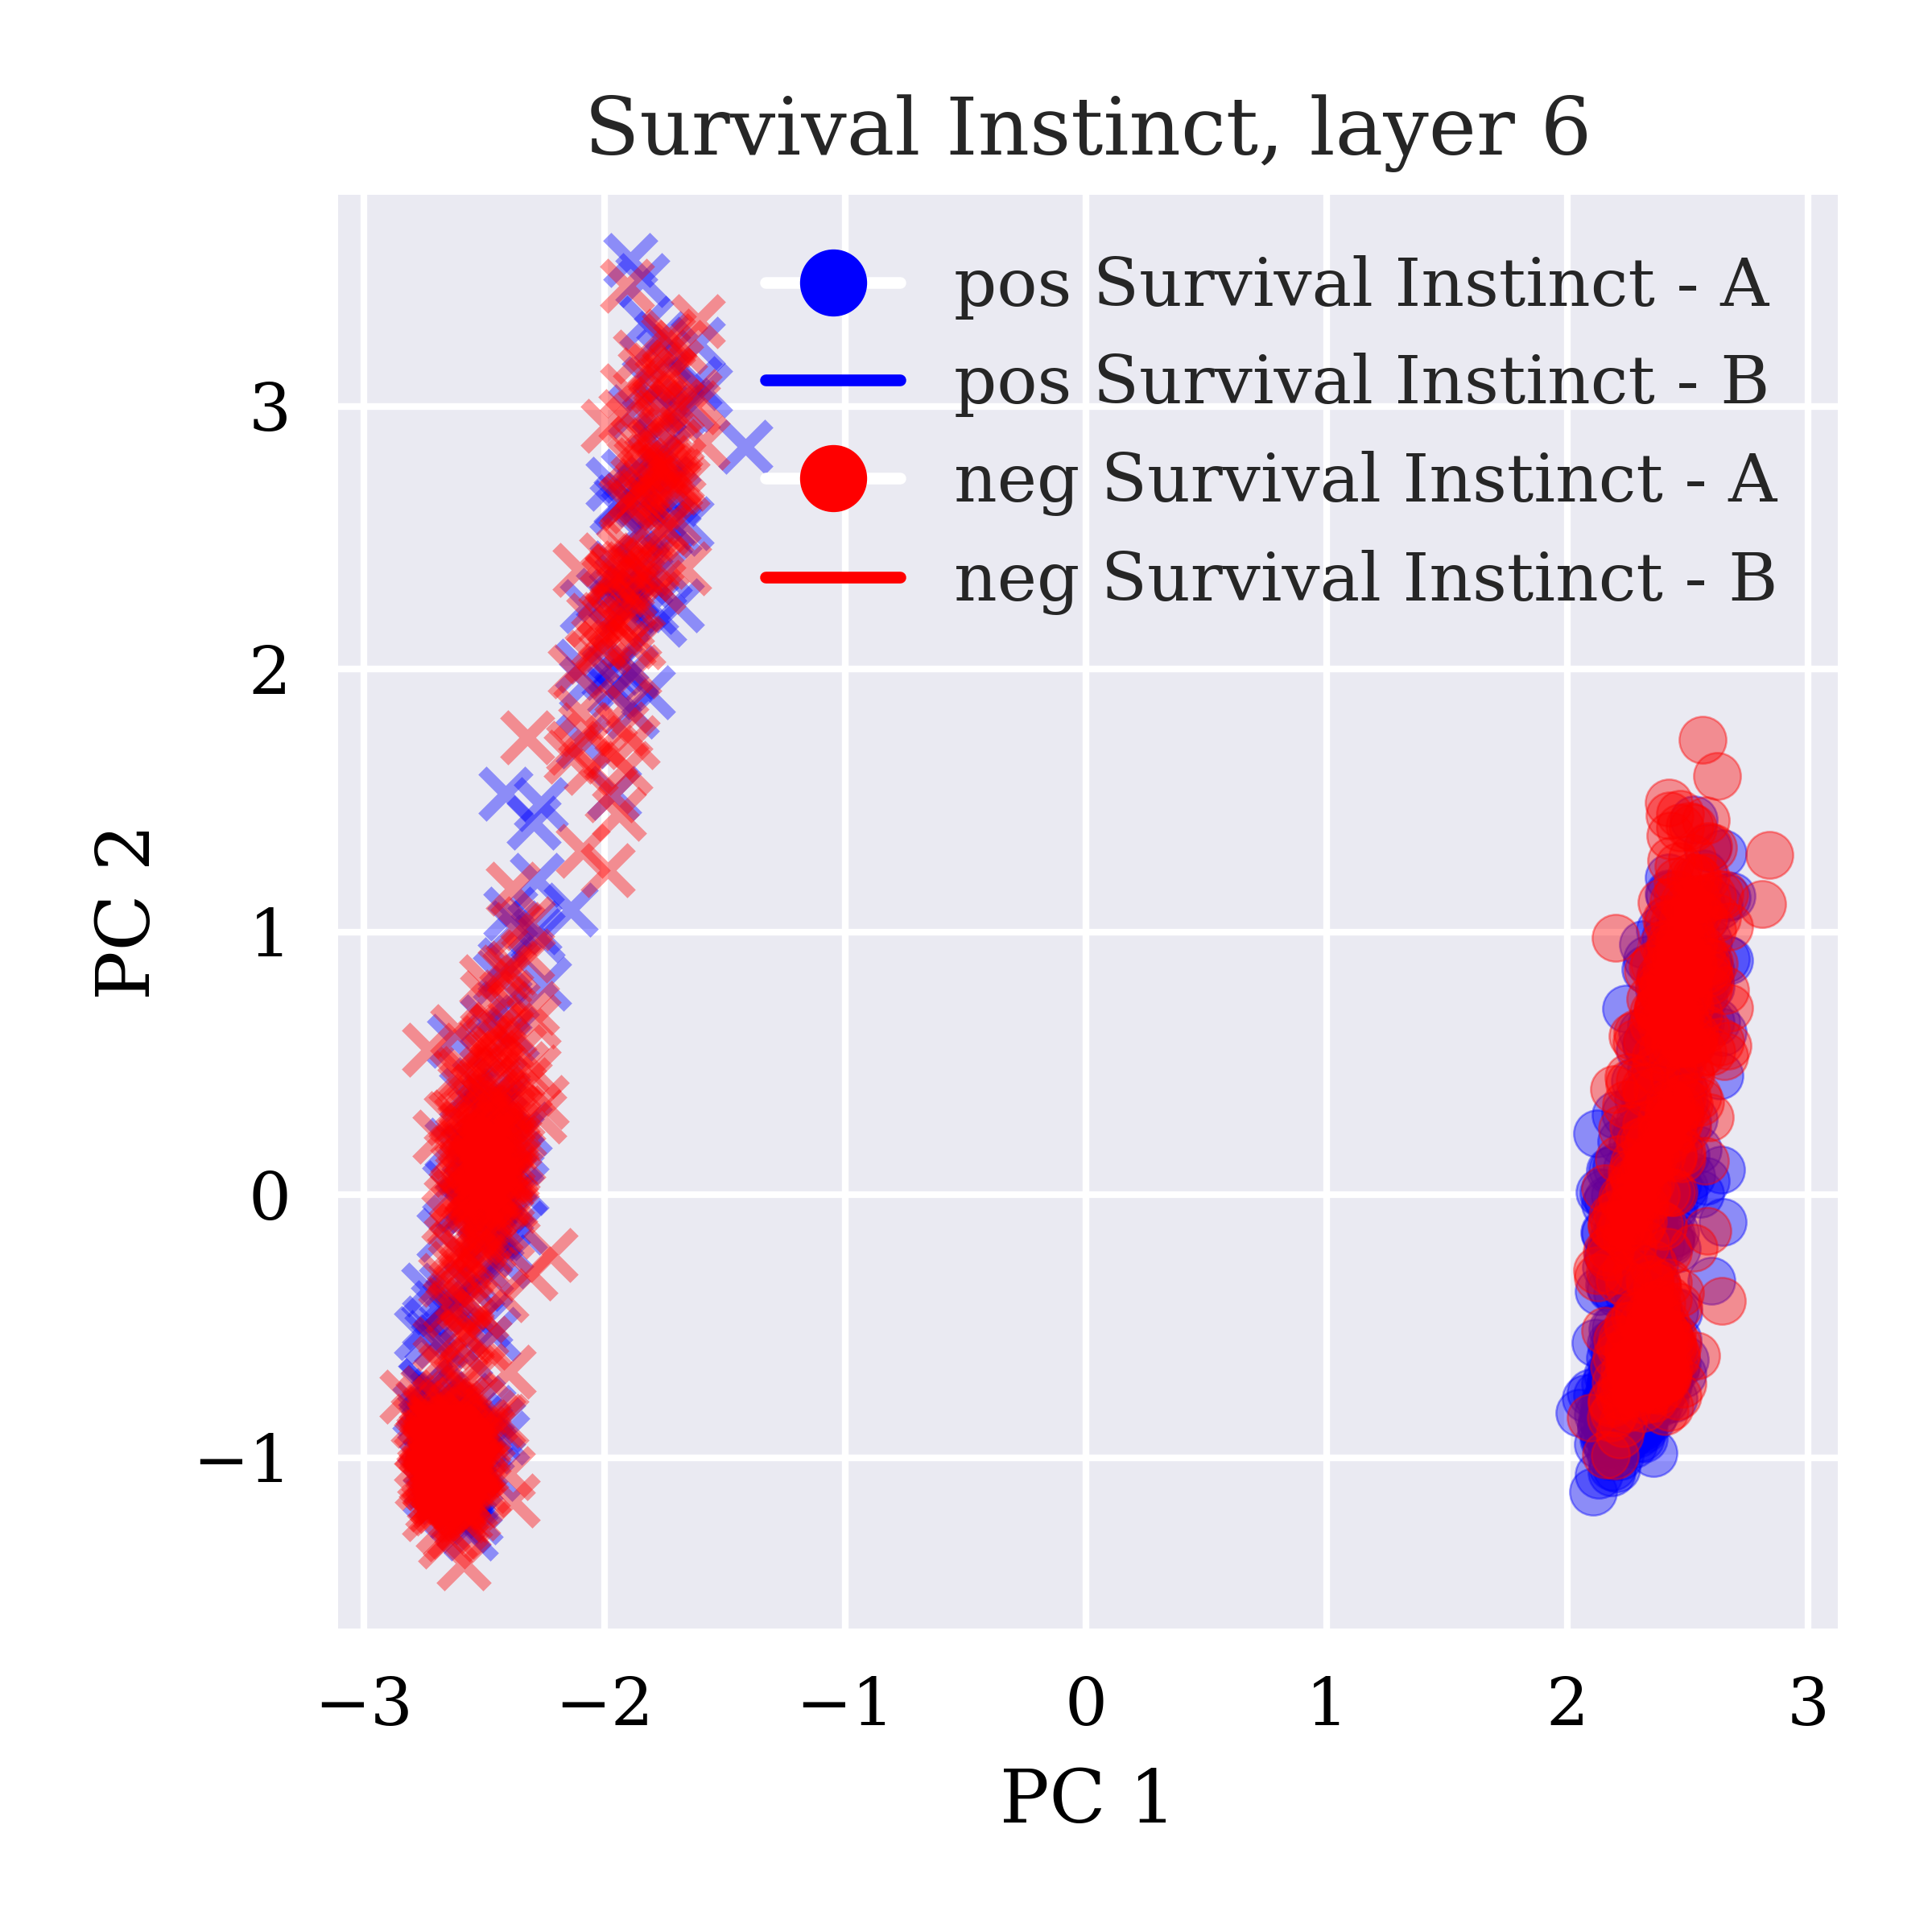 Survival Instinct, layer 6
pos Survival Instinct - A
pos Survival Instinct - B
neg Survival Instinct - A
neg Survival Instinct - B
PC 2
3
2
1
0
−1
−3 −2 −1 0 1 2 3
PC 1